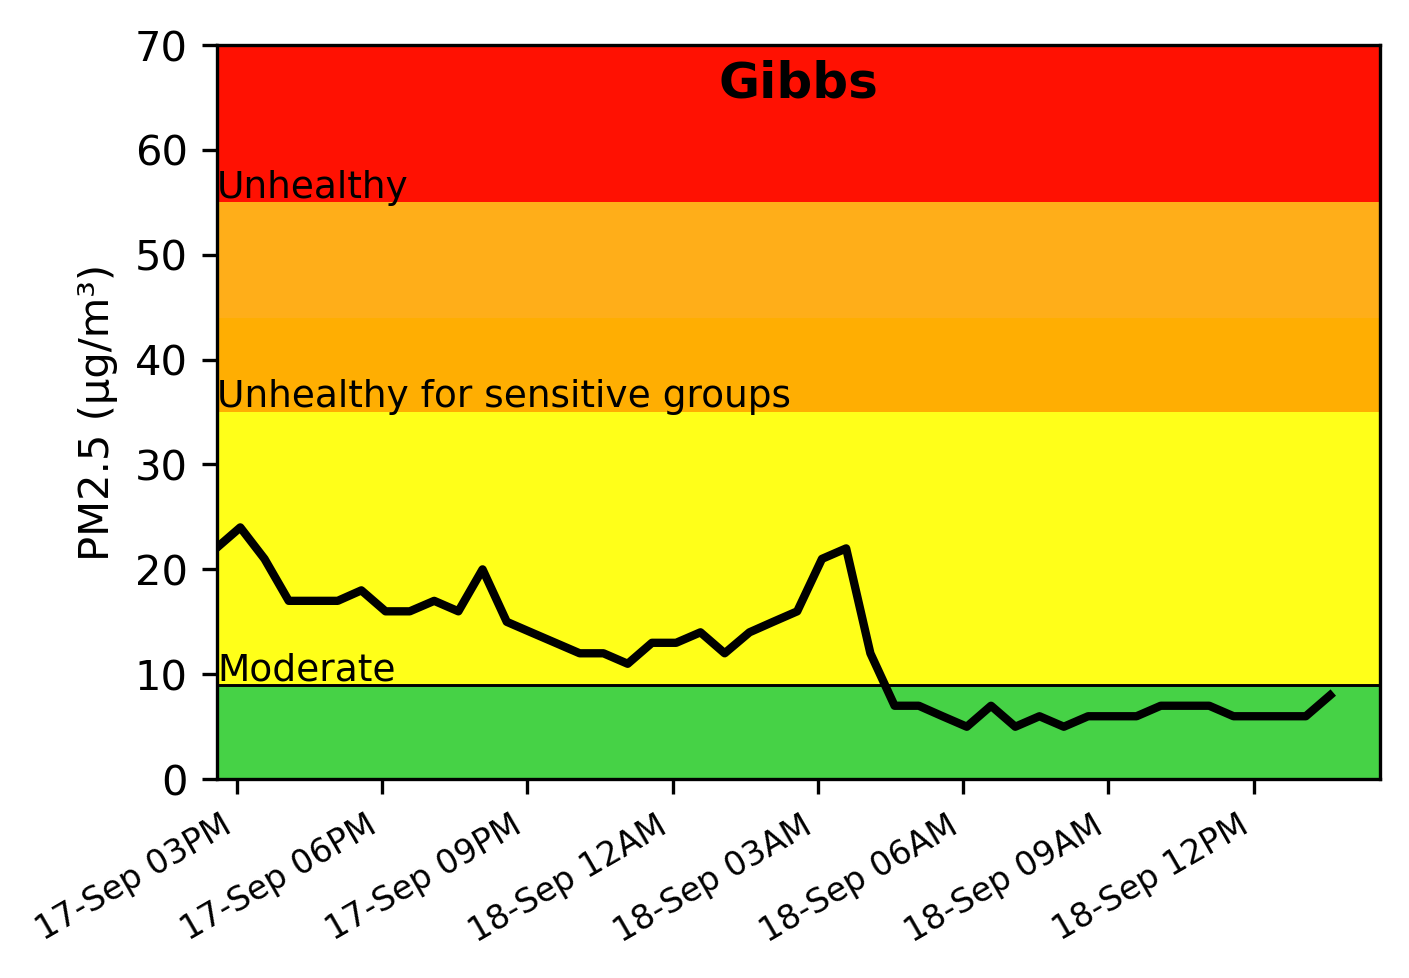 Gibbs
70
60
50
40
30
20
10
0
PM2.5 (µg/m³)
Unhealthy
Unhealthy for sensitive groups
Moderate
17-Sep 03PM
17-Sep 06PM
17-Sep 09PM
18-Sep 12AM
18-Sep 03AM
18-Sep 06AM
18-Sep 09AM
18-Sep 12PM